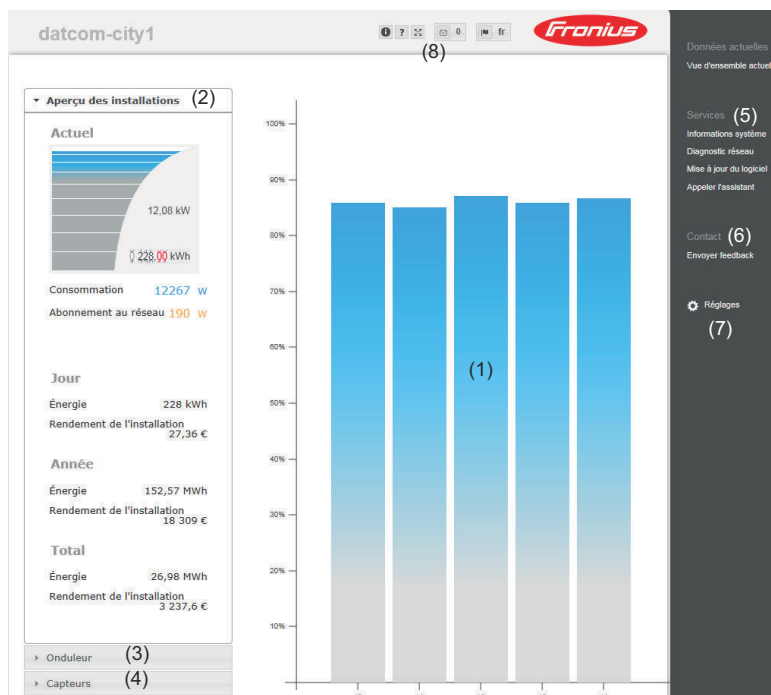 datcom-city1
0
fr
Fronius
(8)
Aperçu des installations (2)
Actuel
12,08 kW
0 228,00 kWh
Consommation 12267 W
Abonnement au réseau 190 W
Jour
Énergie 228 kWh
Rendement de l'installation
27,36 €
Année
Énergie 152,57 MWh
Rendement de l'installation
18 309 €
Total
Énergie 26,98 MWh
Rendement de l'installation
3 237,6 €
Onduleur (3)
Capteurs (4)
100%
90%
80%
70%
60%
50%
40%
30%
20%
10%
(1)
Données actuelles
Vue d'ensemble actuel
Services (5)
Informations système
Diagnostic réseau
Mise à jour du logiciel
Appeler l'assistant
Contact (6)
Envoyer feedback
Réglages
(7)